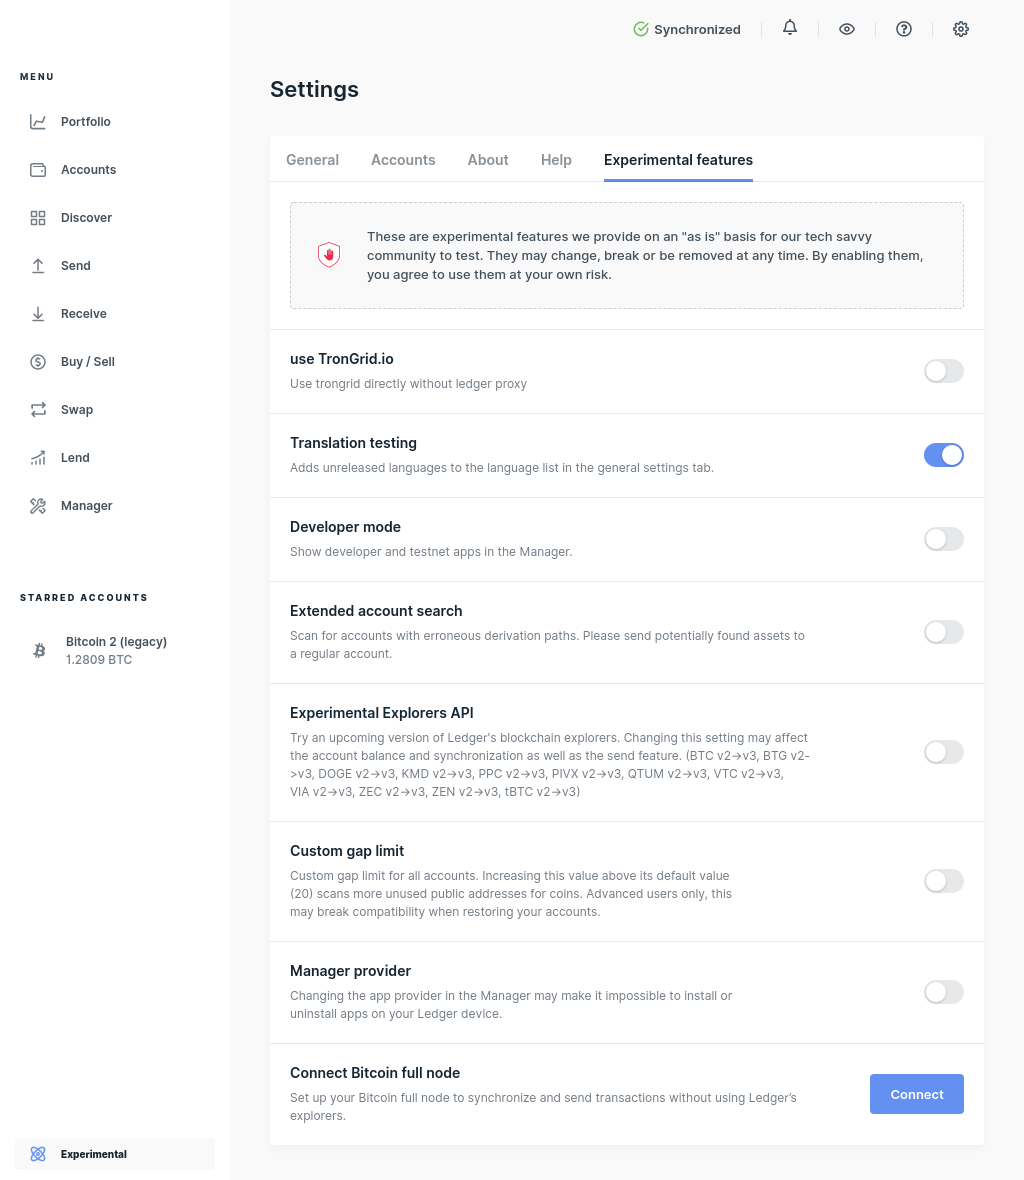 Synchronized
MENU
Portfolio
Accounts
Discover
Send
Receive
Buy / Sell
Swap
Lend
Manager
STARRED ACCOUNTS
Bitcoin 2 (legacy)
1.2809 BTC
Experimental
Settings
General Accounts About Help Experimental features
These are experimental features we provide on an "as is" basis for our tech savvy
community to test. They may change, break or be removed at any time. By enabling them,
you agree to use them at your own risk.
use TronGrid.io
Use trongrid directly without ledger proxy
Translation testing
Adds unreleased languages to the language list in the general settings tab.
Developer mode
Show developer and testnet apps in the Manager.
Extended account search
Scan for accounts with erroneous derivation paths. Please send potentially found assets to
a regular account.
Experimental Explorers API
Try an upcoming version of Ledger's blockchain explorers. Changing this setting may affect
the account balance and synchronization as well as the send feature. (BTC v2->v3, BTG v2-
>v3, DOGE v2->v3, KMD v2->v3, PPC v2->v3, PIVX v2->v3, QTUM v2->v3, VTC v2->v3,
VIA v2->v3, ZEC v2->v3, ZEN v2->v3, tBTC v2->v3)
Custom gap limit
Custom gap limit for all accounts. Increasing this value above its default value
(20) scans more unused public addresses for coins. Advanced users only, this
may break compatibility when restoring your accounts.
Manager provider
Changing the app provider in the Manager may make it impossible to install or
uninstall apps on your Ledger device.
Connect Bitcoin full node
Set up your Bitcoin full node to synchronize and send transactions without using Ledger’s
explorers.
Connect